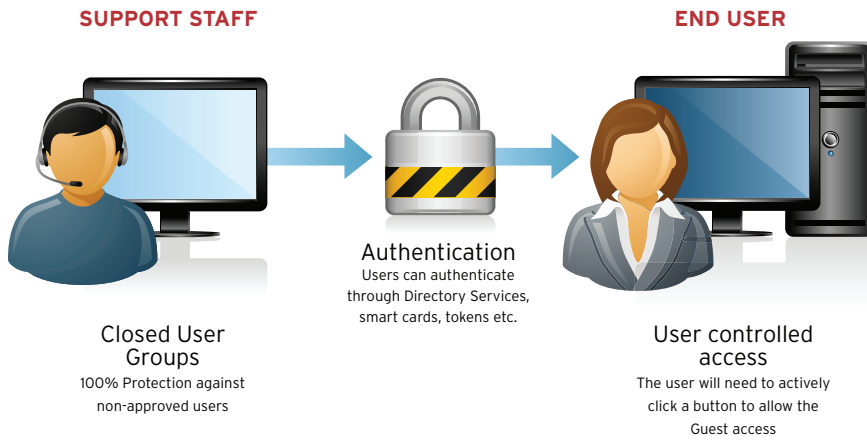 SUPPORT STAFF
END USER
Authentication
Users can authenticate
through Directory Services,
smart cards, tokens etc.
Closed User
Groups
100% Protection against
non-approved users
User controlled
access
The user will need to actively
click a button to allow the
Guest access